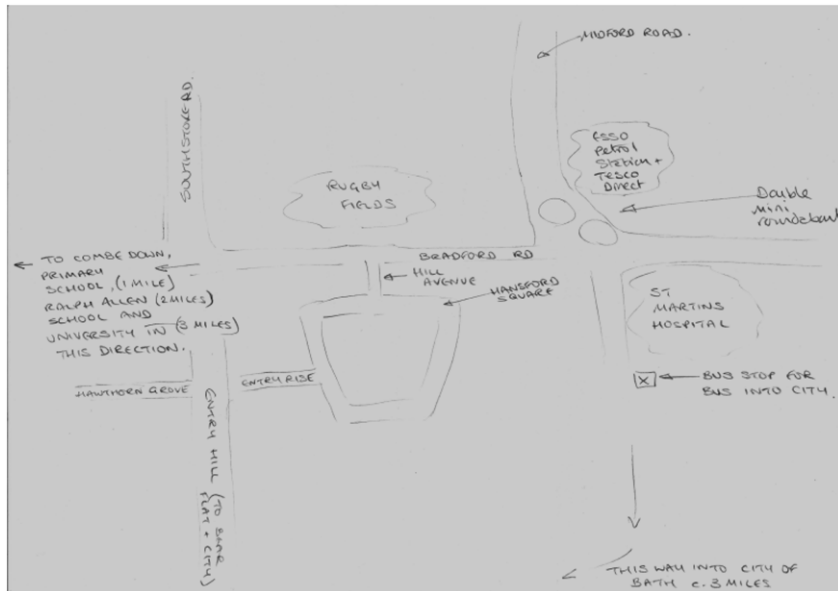 MIDFORD ROAD.
SOUTHSTORE RD.
ESSO
Petrol
Station +
TESCO
Direct
RUGBY
FIELDS
Double
mini
roundabout
BRADFORD RD
TO COMBE DOWN,
PRIMARY
SCHOOL, (1 MILE)
RALPH ALLEN (2 MILES)
SCHOOL AND
UNIVERSITY IN (3 MILES)
THIS DIRECTION.
HILL
AVENUE
HANSFORD
SQUARE
ST
MARTINS
HOSPITAL
HAWTHORN GROVE
ENTRY RISE
X
BUS STOP FOR
BUS INTO CITY.
ENTRY HILL (TO BEAR
FLAT + CITY)
THIS WAY INTO CITY OF
BATH C. 3 MILES